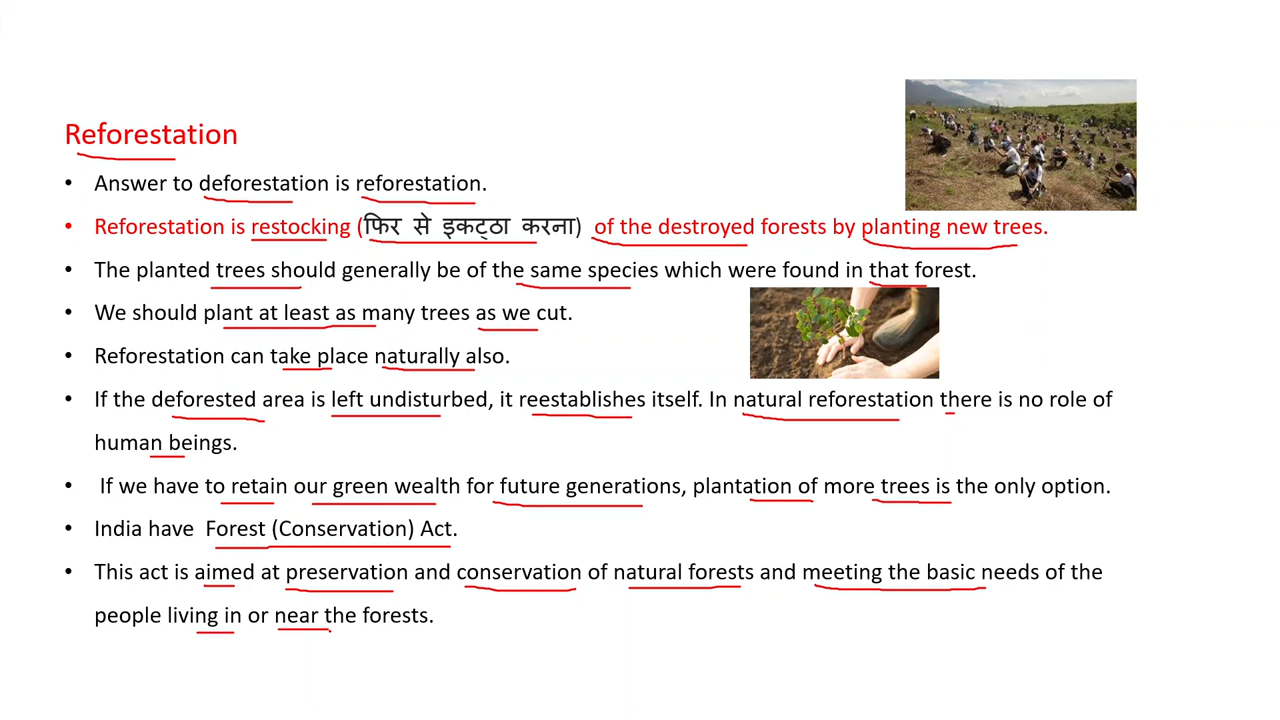 Reforestation
• Answer to deforestation is reforestation.
• Reforestation is restocking (फिर से इकट्ठा करना) of the destroyed forests by planting new trees.
• The planted trees should generally be of the same species which were found in that forest.
• We should plant at least as many trees as we cut.
• Reforestation can take place naturally also.
• If the deforested area is left undisturbed, it reestablishes itself. In natural reforestation there is no role of
human beings.
• If we have to retain our green wealth for future generations, plantation of more trees is the only option.
• India have Forest (Conservation) Act.
• This act is aimed at preservation and conservation of natural forests and meeting the basic needs of the
people living in or near the forests.